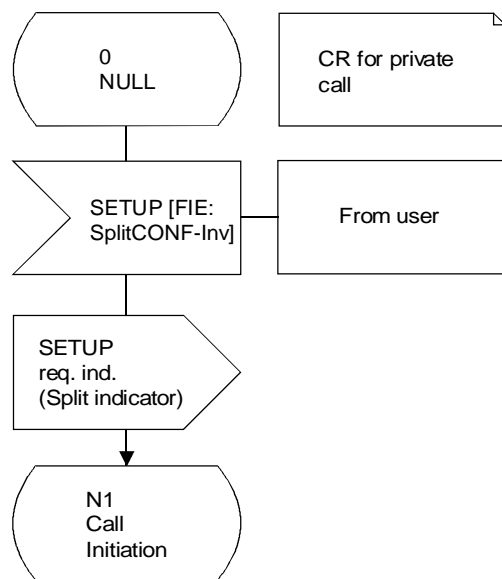 0
NULL
CR for private
call
SETUP [FIE:
SplitCONF-Inv]
From user
SETUP
req. ind.
(Split indicator)
N1
Call
Initiation